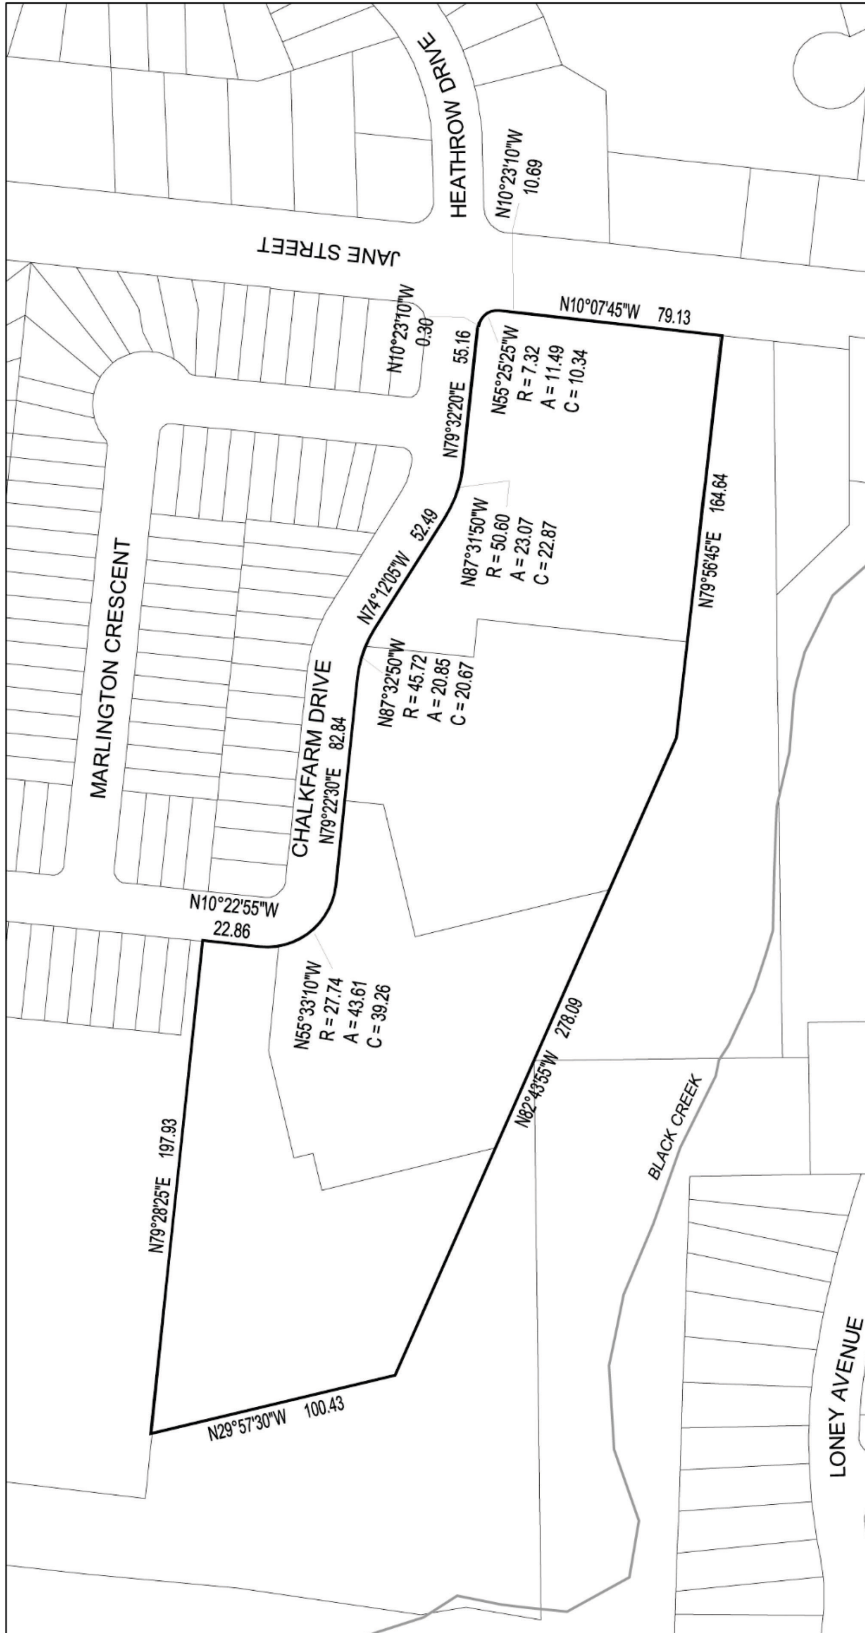 HEATHROW DRIVE
N10°23'10"W
10.69
JANE STREET
N10°23'10"W
0.30
N10°07'45"W 79.13
N55°25'25"W
R = 7.32
A = 11.49
C = 10.34
N79°32'20"E 55.16
N87°31'50"W
R = 50.60
A = 23.07
C = 22.87
N74°12'05"W 52.49
N79°56'45"E 164.64
MARLINGTON CRESCENT
CHALKFARM DRIVE
N79°22'30"E 82.84
N87°32'50"W
R = 45.72
A = 20.85
C = 20.67
N10°22'55"W
22.86
N55°33'10"W
R = 27.74
A = 43.61
C = 39.26
N82°43'55"W 278.09
BLACK CREEK
N79°28'25"E 197.93
N29°57'30"W 100.43
LONEY AVENUE